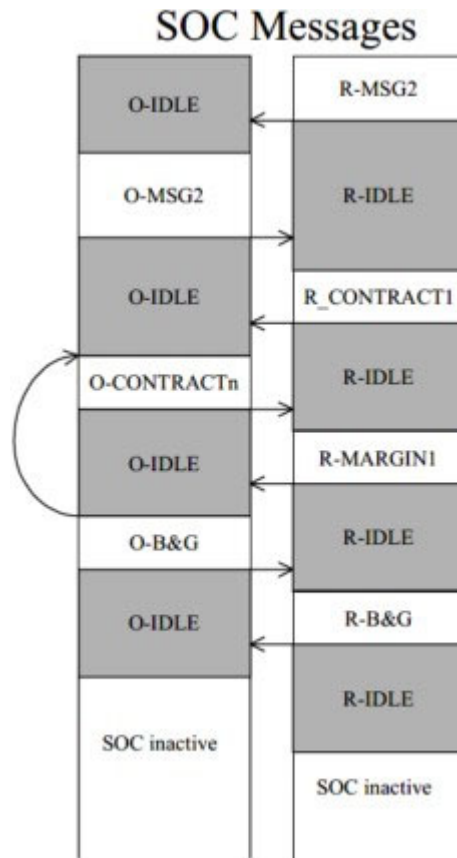 SOC Messages
O-IDLE
R-MSG2
O-MSG2
R-IDLE
O-IDLE
R_CONTRACT1
O-CONTRACTn
R-IDLE
O-IDLE
R-MARGIN1
O-B&G
R-IDLE
O-IDLE
R-B&G
R-IDLE
SOC inactive
SOC inactive